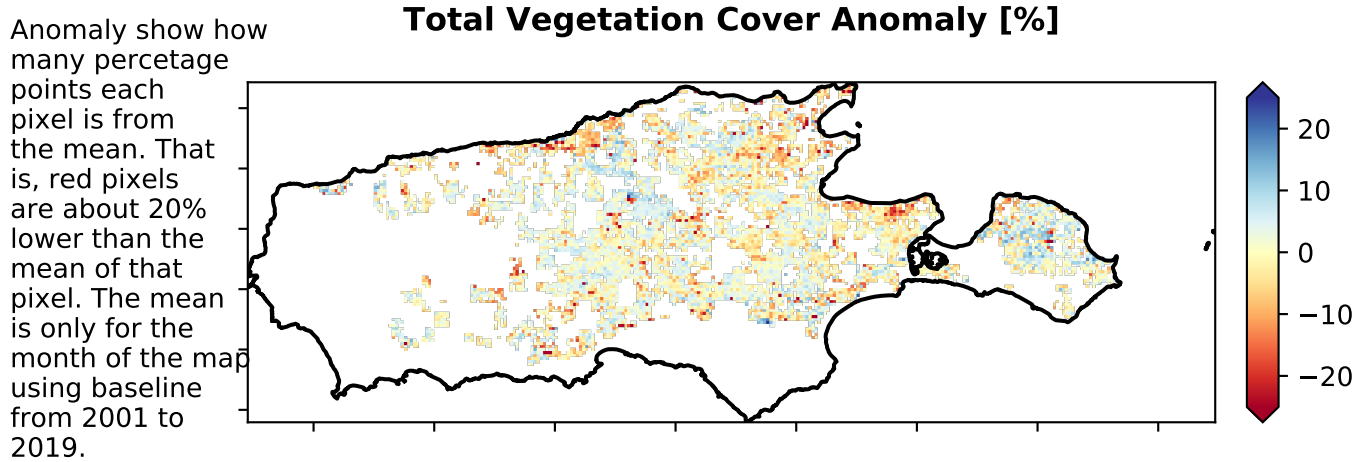 Total Vegetation Cover Anomaly [%]
Anomaly show how
many percetage
points each
pixel is from
the mean. That
is, red pixels
are about 20%
lower than the
mean of that
pixel. The mean
is only for the
month of the map
using baseline
from 2001 to
2019.
20
10
0
−10
−20